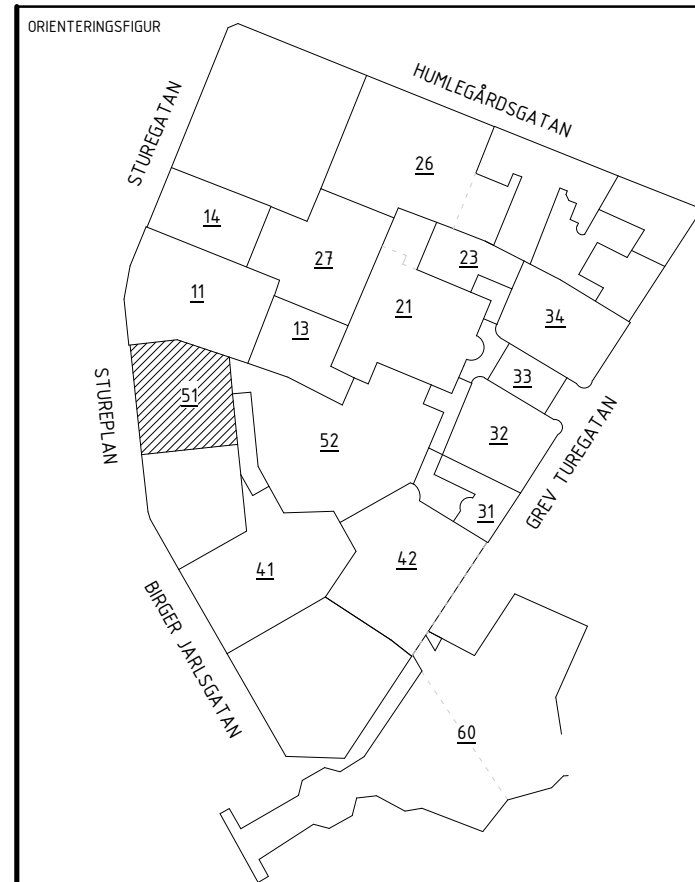 ORIENTERINGSFIGUR
HUMLEGÅRDSGATAN
STUREGATAN
26
14
27
23
11
21
13
34
33
STUREPLAN
51
52
32
GREV TUREGATAN
31
41
42
BIRGER JARLSGATAN
60